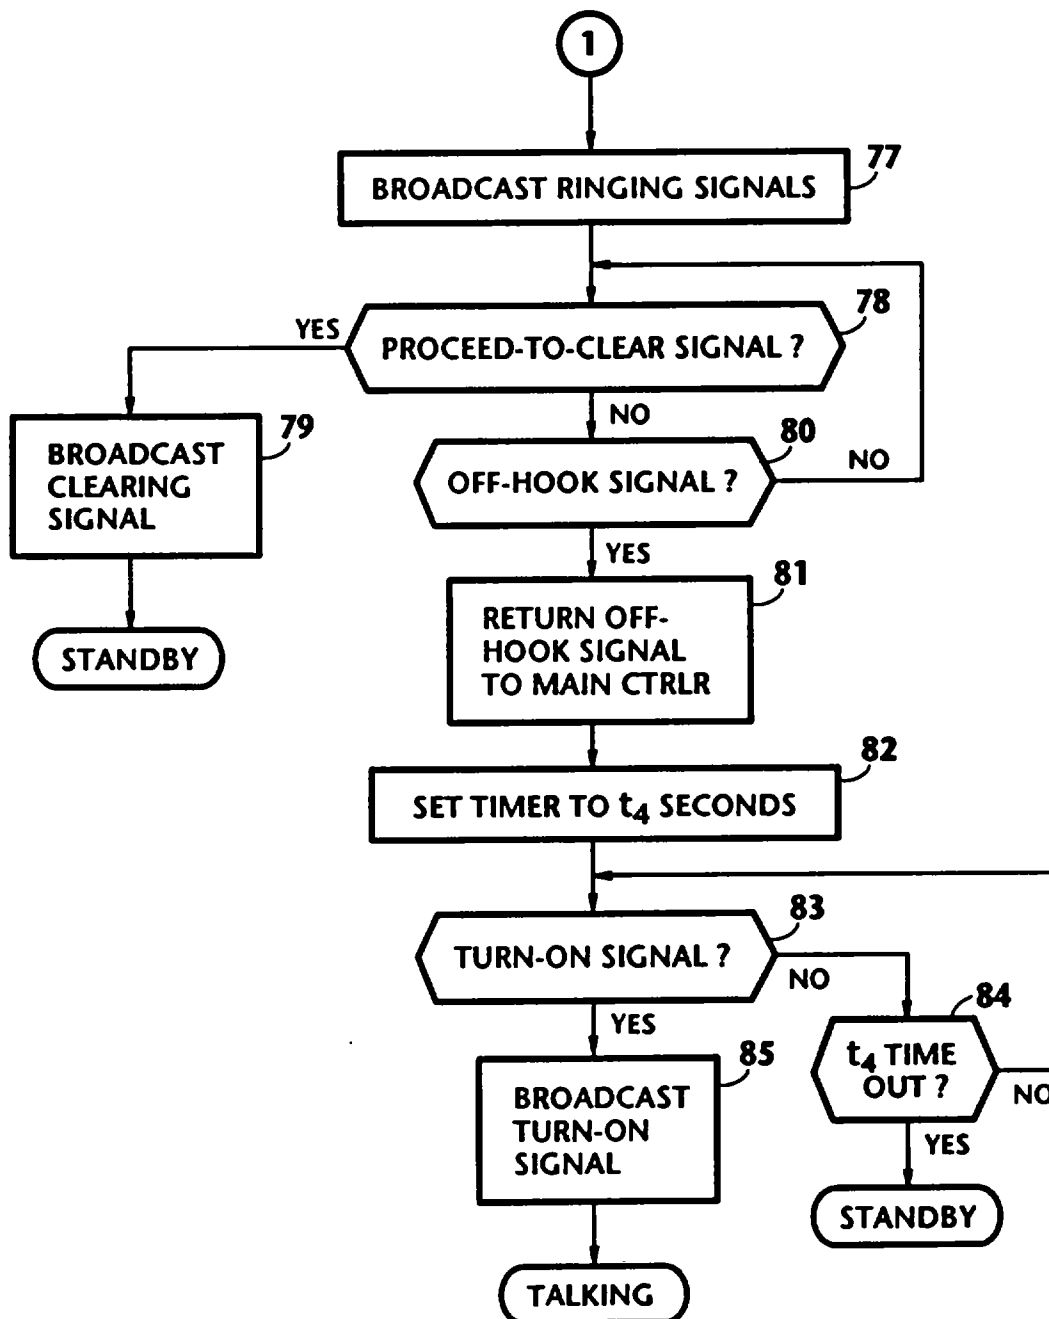 1
77
BROADCAST RINGING SIGNALS
78
YES
PROCEED-TO-CLEAR SIGNAL ?
NO
79
BROADCAST
CLEARING
SIGNAL
80
OFF-HOOK SIGNAL ?
NO
YES
STANDBY
81
RETURN OFF-
HOOK SIGNAL
TO MAIN CTRLR
82
SET TIMER TO t4 SECONDS
83
TURN-ON SIGNAL ?
NO
YES
84
t4 TIME
OUT ?
NO
YES
85
BROADCAST
TURN-ON
SIGNAL
STANDBY
TALKING